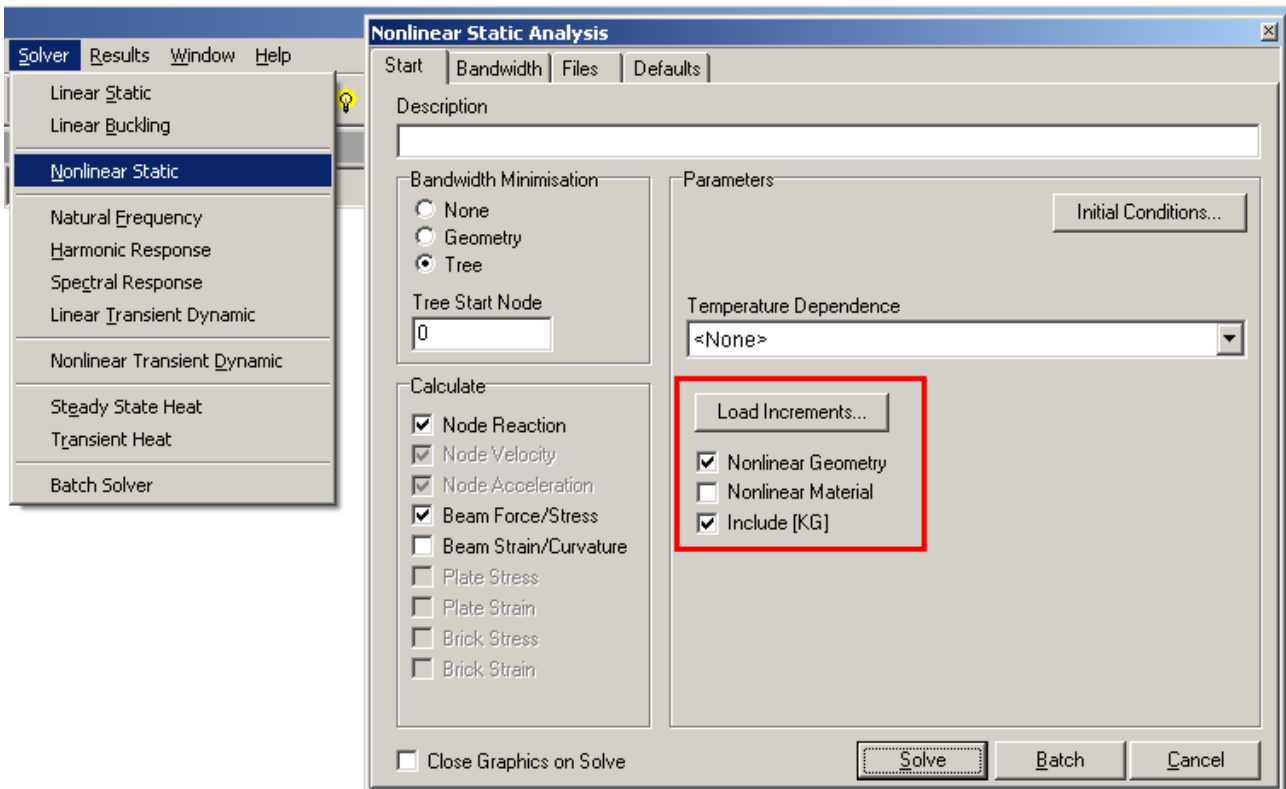 Solver Results Window Help
Linear Static
Linear Buckling
Nonlinear Static
Natural Frequency
Harmonic Response
Spectral Response
Linear Transient Dynamic
Nonlinear Transient Dynamic
Steady State Heat
Transient Heat
Batch Solver
Nonlinear Static Analysis
Start Bandwidth Files Defaults
Description
Bandwidth Minimisation
None
Geometry
Tree
Tree Start Node
0
Calculate
Node Reaction
Node Velocity
Node Acceleration
Beam Force/Stress
Beam Strain/Curvature
Plate Stress
Plate Strain
Brick Stress
Brick Strain
Parameters
Initial Conditions...
Temperature Dependence
<None>
Load Increments...
Nonlinear Geometry
Nonlinear Material
Include [KG]
Close Graphics on Solve
Solve Batch Cancel